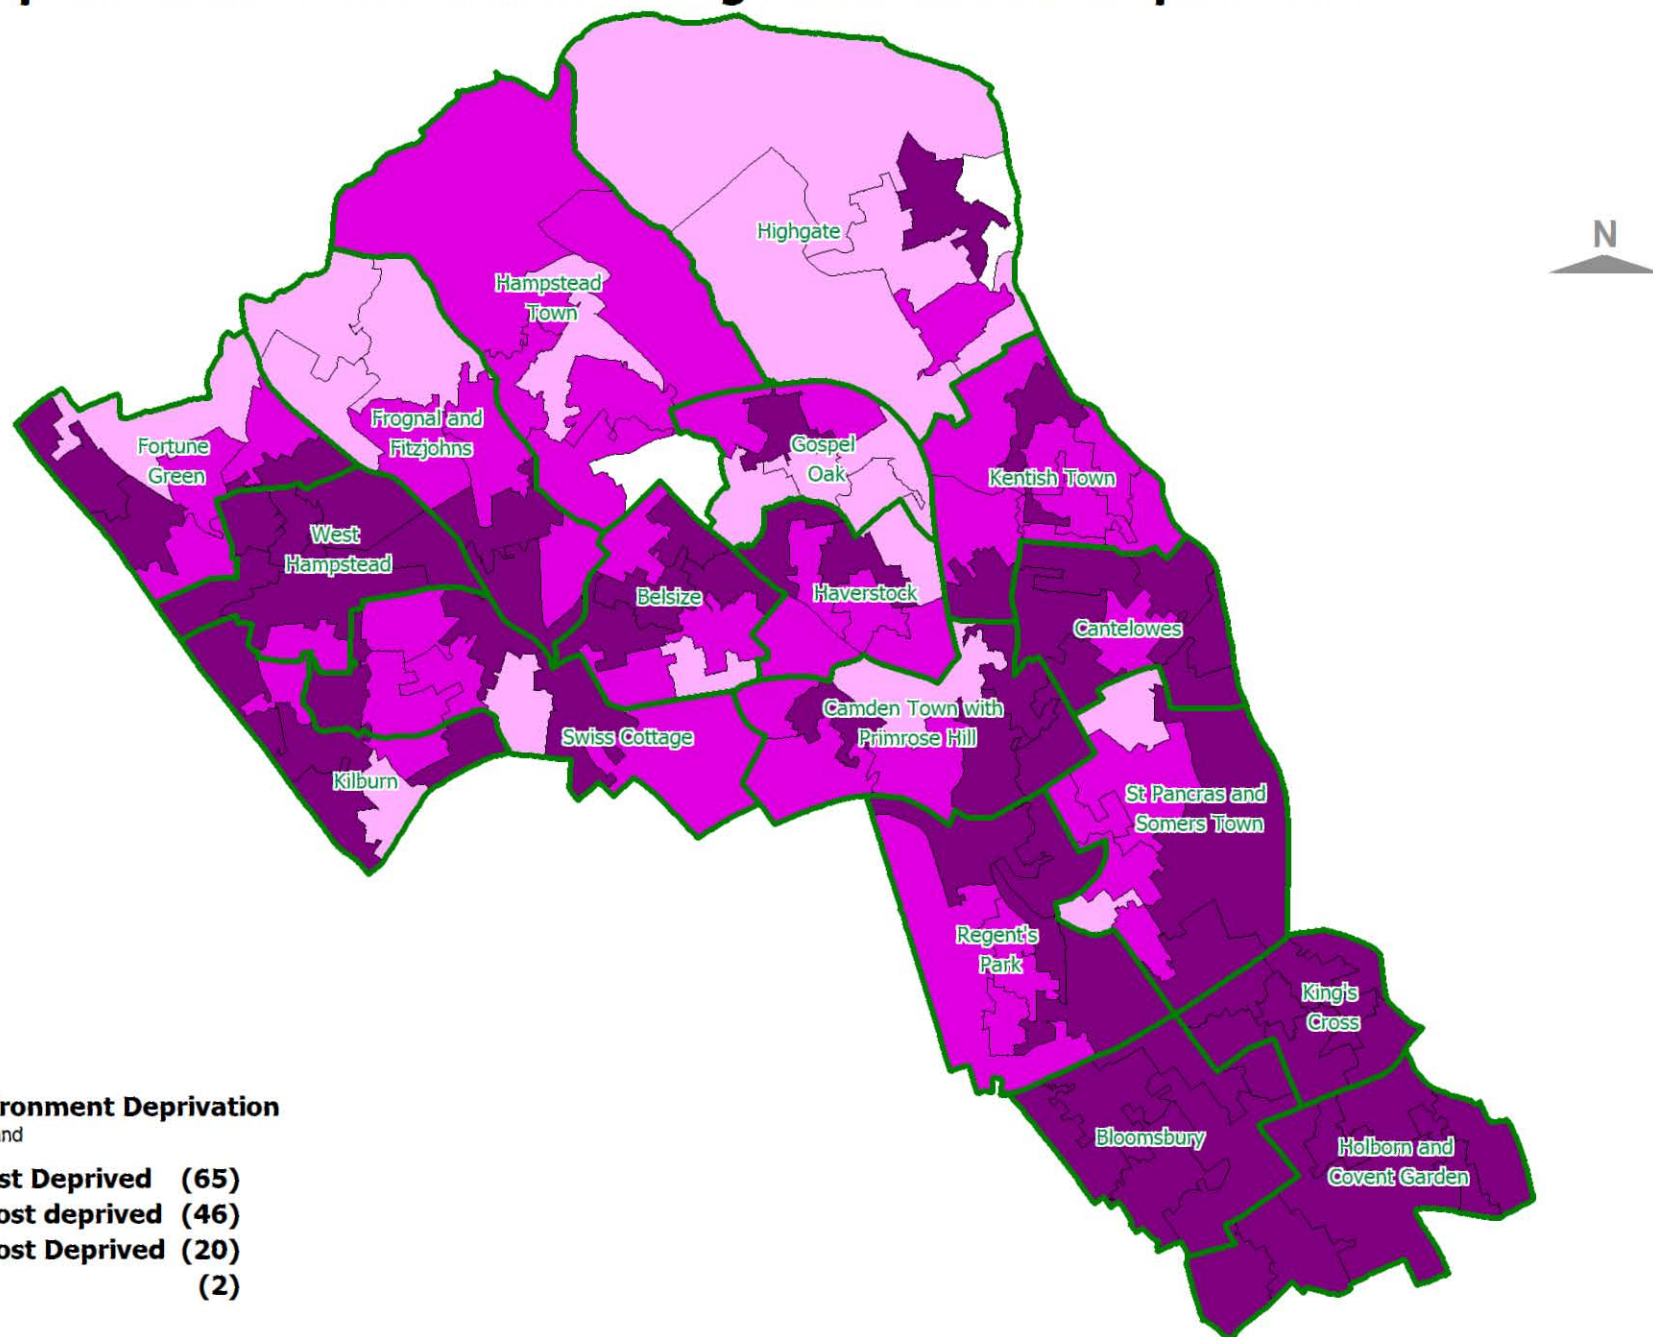 N
Highgate
Hampstead
Town
Frognal and
Fitzjohns
Fortune
Green
Gospel
Oak
Kentish Town
West
Hampstead
Belsize
Haverstock
Cantelowes
Camden Town with
Primrose Hill
Swiss Cottage
Kilburn
St Pancras and
Somers Town
Regent's
Park
King's
Cross
Bloomsbury
Holborn and
Covent Garden
ronment Deprivation
nd
st Deprived (65)
ost deprived (46)
ost Deprived (20)
(2)